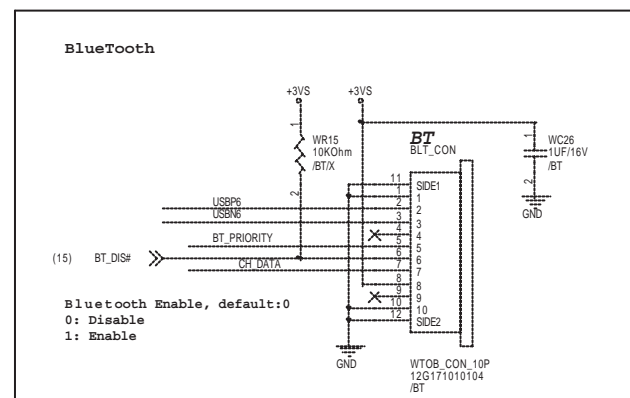 BlueTooth
+3VS
+3VS
1
WR15
10KOhm
/BT/X
2
BT
BLT_CON
1
WC26
1UF/16V
/BT
2
GND
11
SIDE1
1
1
USBP6
2
2
USBN6
3
3
4
4
BT_PRIORITY
5
5
(15) BT_DIS#
6
6
CH_DATA
7
7
8
8
9
9
10
10
12
SIDE2
Bluetooth Enable, default:0
0: Disable
1: Enable
GND
WTOB_CON_10P
12G171010104
/BT